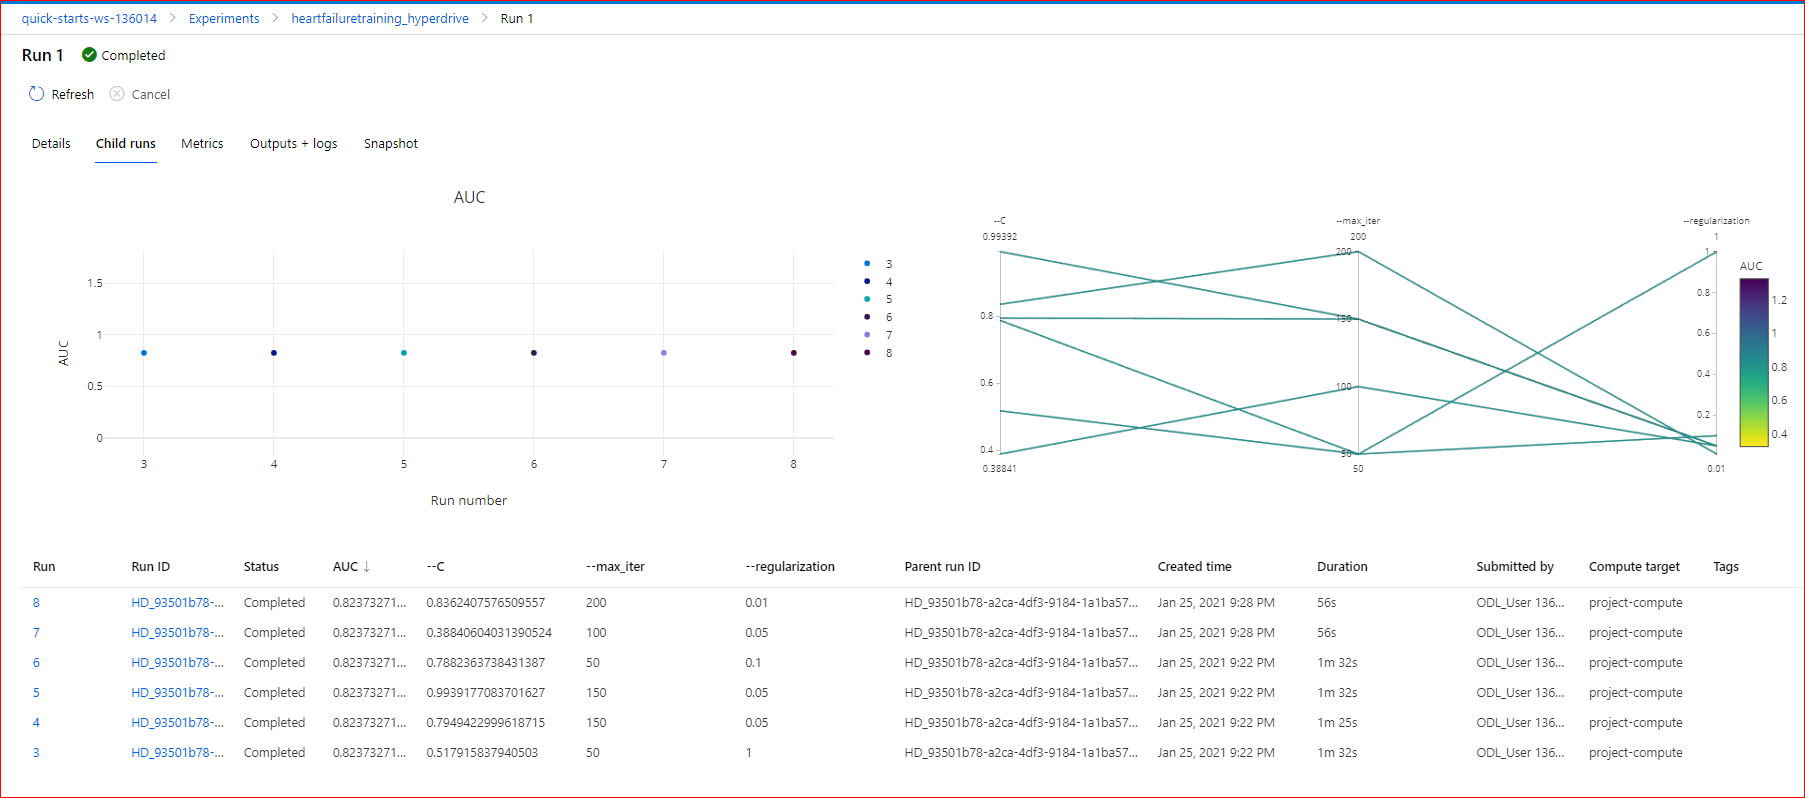 quick-starts-ws-136014 > Experiments > heartfailuretraining_hyperdrive > Run 1
Run 1 Completed
Refresh Cancel
Details Child runs Metrics Outputs + logs Snapshot
AUC
AUC
1.5
1
0.5
0
3 4 5 6 7 8
Run number
3
4
5
6
7
8
--C --max_iter --regularization
0.99392 200 1
0.8
0.6
0.4
0.38841
200
150
100
50
50
1
0.8
0.6
0.4
0.2
0.01
AUC
1.2
1
0.8
0.6
0.4
Run Run ID Status AUC ↓ --C --max_iter --regularization Parent run ID Created time Duration Submitted by Compute target Tags
8 HD_93501b78-... Completed 0.82373271... 0.8362407576509557 200 0.01 HD_93501b78-a2ca-4df3-9184-1a1ba57... Jan 25, 2021 9:28 PM 56s ODL_User 136... project-compute
7 HD_93501b78-... Completed 0.82373271... 0.38840604031390524 100 0.05 HD_93501b78-a2ca-4df3-9184-1a1ba57... Jan 25, 2021 9:28 PM 56s ODL_User 136... project-compute
6 HD_93501b78-... Completed 0.82373271... 0.7882363738431387 50 0.1 HD_93501b78-a2ca-4df3-9184-1a1ba57... Jan 25, 2021 9:22 PM 1m 32s ODL_User 136... project-compute
5 HD_93501b78-... Completed 0.82373271... 0.9939177083701627 150 0.05 HD_93501b78-a2ca-4df3-9184-1a1ba57... Jan 25, 2021 9:22 PM 1m 32s ODL_User 136... project-compute
4 HD_93501b78-... Completed 0.82373271... 0.7949422999618715 150 0.05 HD_93501b78-a2ca-4df3-9184-1a1ba57... Jan 25, 2021 9:22 PM 1m 25s ODL_User 136... project-compute
3 HD_93501b78-... Completed 0.82373271... 0.517915837940503 50 1 HD_93501b78-a2ca-4df3-9184-1a1ba57... Jan 25, 2021 9:22 PM 1m 32s ODL_User 136... project-compute